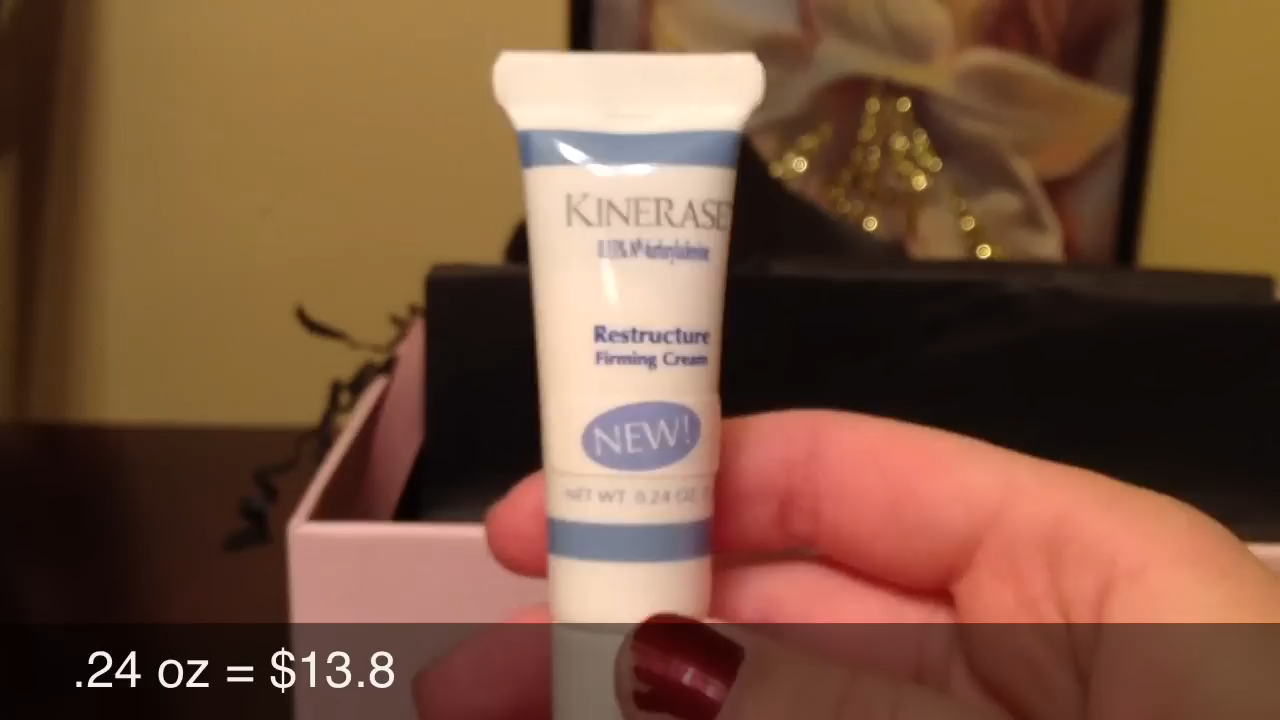 KINERASE
Restructure
Firming Cream
NEW!
NET WT. 0.24 OZ
.24 oz = $13.8